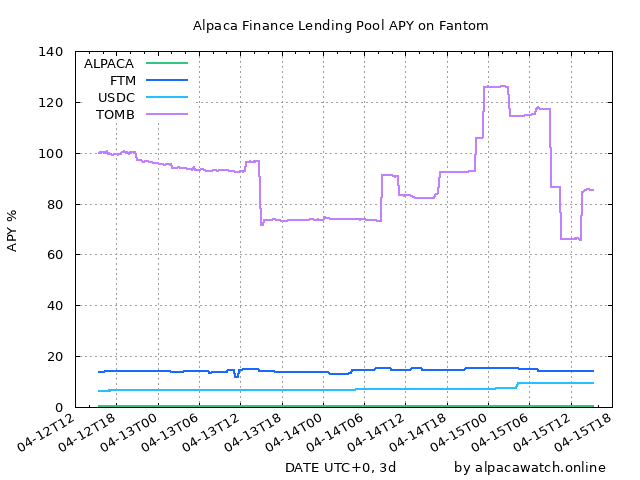 Alpaca Finance Lending Pool APY on Fantom
140
120
100
80
60
40
20
0
APY %
ALPACA
FTM
USDC
TOMB
04-12T12
04-12T18
04-13T00
04-13T06
04-13T12
04-13T18
04-14T00
04-14T06
04-14T12
04-14T18
04-15T00
04-15T06
04-15T12
04-15T18
DATE UTC+0, 3d
by alpacawatch.online